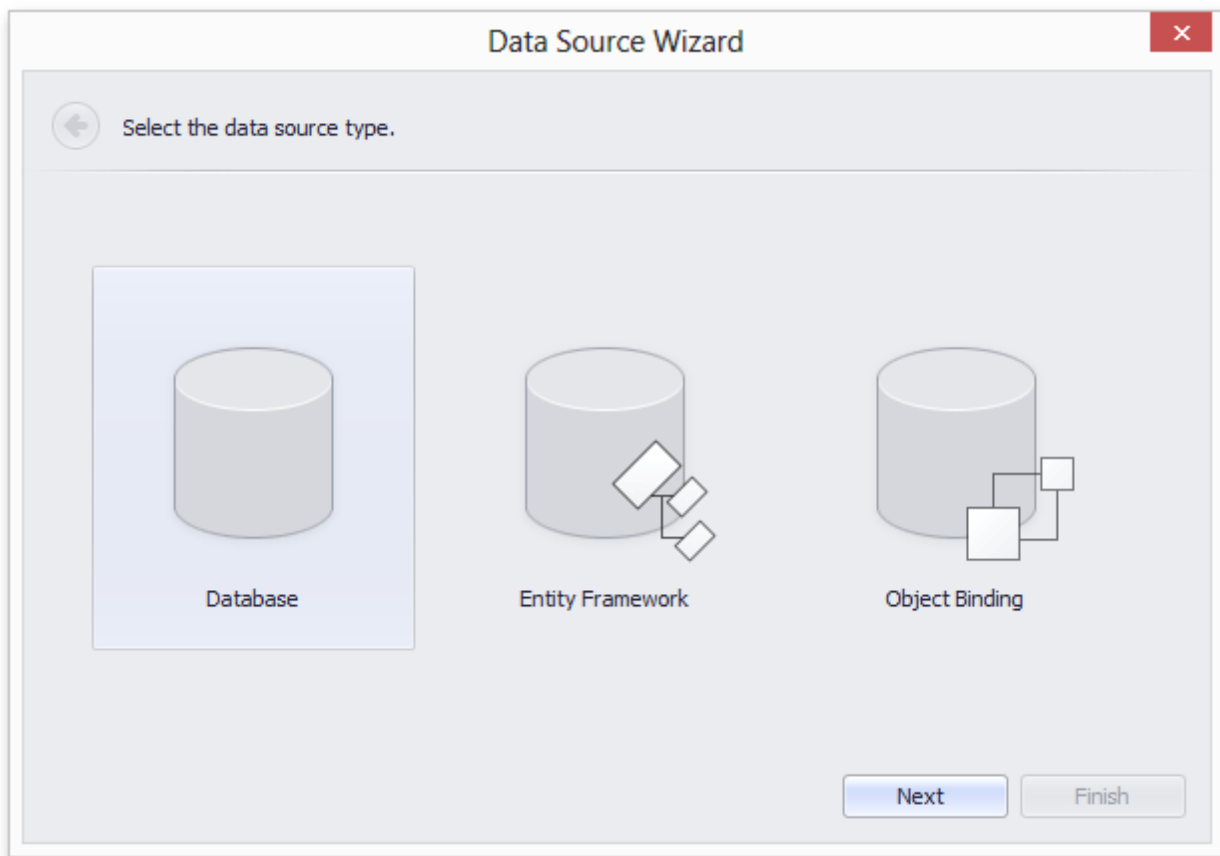 Data Source Wizard
Select the data source type.
Database
Entity Framework
Object Binding
Next
Finish